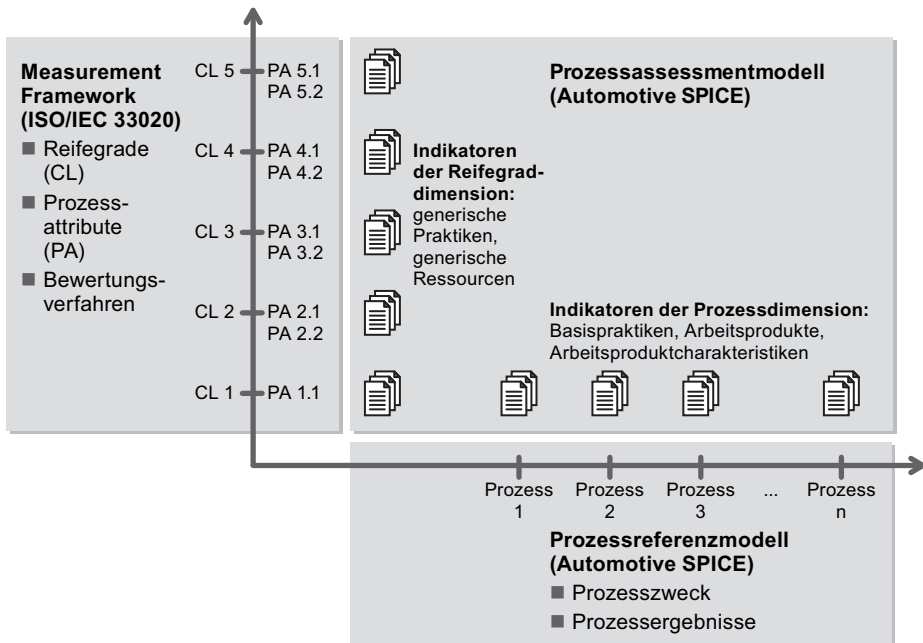 Measurement
Framework
(ISO/IEC 33020)
■ Reifegrade
(CL)
■ Prozess-
attribute
(PA)
■ Bewertungs-
verfahren
CL 5 PA 5.1
PA 5.2
CL 4 PA 4.1
PA 4.2
CL 3 PA 3.1
PA 3.2
CL 2 PA 2.1
PA 2.2
CL 1 PA 1.1
Prozessassessmentmodell
(Automotive SPICE)
Indikatoren
der Reifegrad-
dimension:
generische
Praktiken,
generische
Ressourcen
Indikatoren der Prozessdimension:
Basispraktiken, Arbeitsprodukte,
Arbeitsproduktcharakteristiken
Prozess Prozess Prozess ... Prozess
1 2 3 n
Prozessreferenzmodell
(Automotive SPICE)
■ Prozesszweck
■ Prozessergebnisse